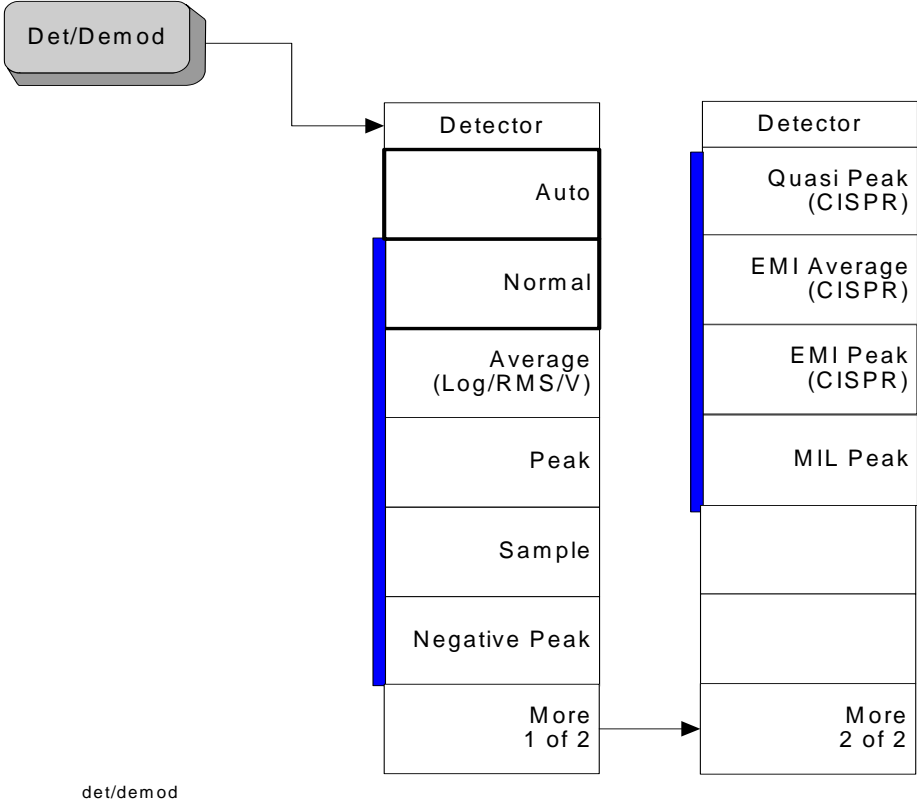 Det/Demod
Detector
Auto
Normal
Average
(Log/RMS/V)
Peak
Sample
Negative Peak
More
1 of 2
Detector
Quasi Peak
(CISPR)
EMI Average
(CISPR)
EMI Peak
(CISPR)
MIL Peak
More
2 of 2
det/demod